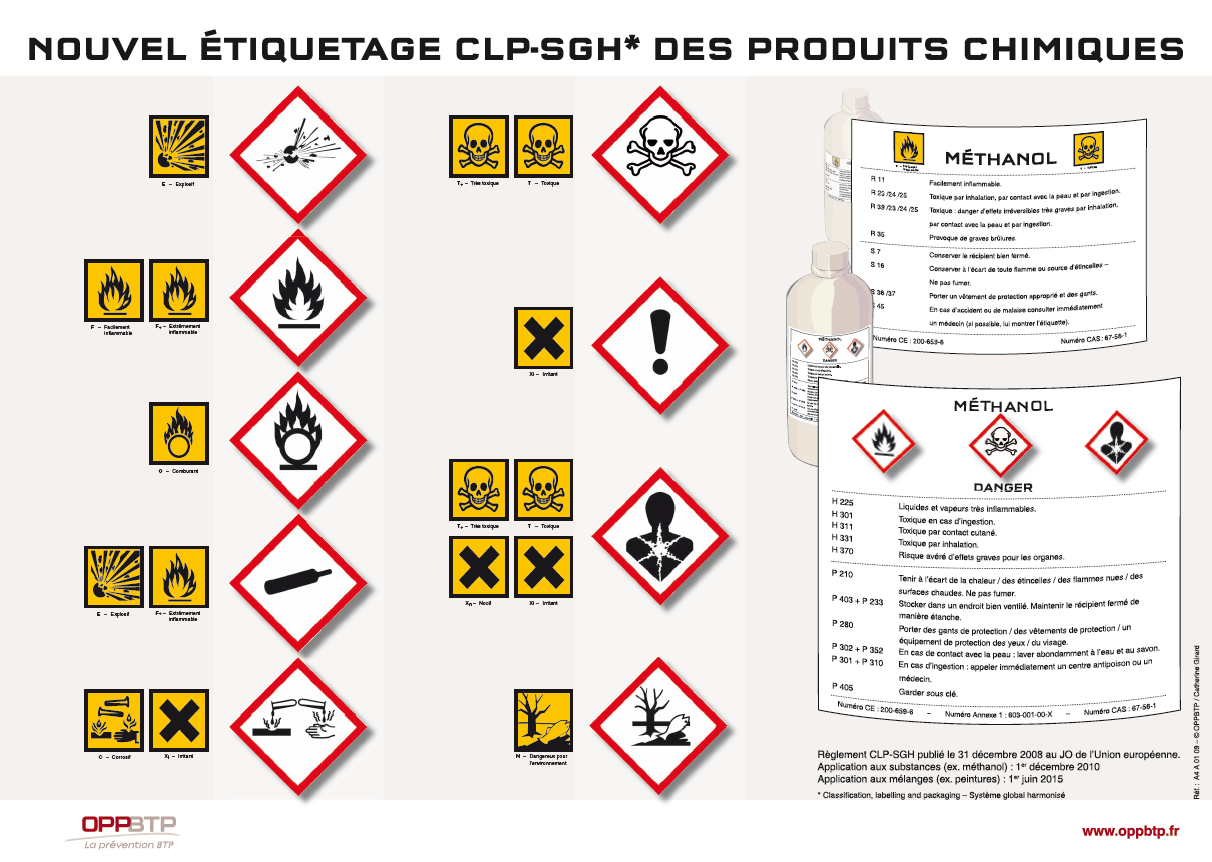 NOUVEL ÉTIQUETAGE CLP-SGH* DES PRODUITS CHIMIQUES
E – Explosif
F – Facilement
inflammable
F+ – Extrêmement
inflammable
O – Comburant
E – Explosif
F+ – Extrêmement
inflammable
C – Corrosif
Xi – Irritant
T+ – Très toxique
T – Toxique
Xi – Irritant
T+ – Très toxique
T – Toxique
Xn – Nocif
Xi – Irritant
N – Dangereux pour
l'environnement
MÉTHANOL
R 11 Facilement inflammable.
R 23 /24 /25 Toxique par inhalation, par contact avec la peau et par ingestion.
R 39 /23 /24 /25 Toxique : danger d'effets irréversibles très graves par inhalation,
par contact avec la peau et par ingestion.
R 35 Provoque de graves brûlures.
S 7 Conserver le récipient bien fermé.
S 16 Conserver à l'écart de toute flamme ou source d'étincelles –
Ne pas fumer.
S 36 /37 Porter un vêtement de protection approprié et des gants.
S 45 En cas d'accident ou de malaise consulter immédiatement
un médecin (si possible, lui montrer l'étiquette).
Numéro CE : 200-659-6 Numéro CAS : 67-56-1
MÉTHANOL
DANGER
MÉTHANOL
DANGER
H 225 Liquides et vapeurs très inflammables.
H 301 Toxique en cas d'ingestion.
H 311 Toxique par contact cutané.
H 331 Toxique par inhalation.
H 370 Risque avéré d'effets graves pour les organes.
P 210 Tenir à l'écart de la chaleur / des étincelles / des flammes nues / des
surfaces chaudes. Ne pas fumer.
P 403 + P 233 Stocker dans un endroit bien ventilé. Maintenir le récipient fermé de
manière étanche.
P 280 Porter des gants de protection / des vêtements de protection / un
équipement de protection des yeux / du visage.
P 302 + P 352 En cas de contact avec la peau : laver abondamment à l'eau et au savon.
P 301 + P 310 En cas d'ingestion : appeler immédiatement un centre antipoison ou un
médecin.
P 405 Garder sous clé.
Numéro CE : 200-659-6 – Numéro Annexe 1 : 603-001-00-X – Numéro CAS : 67-56-1
Règlement CLP-SGH publié le 31 décembre 2008 au JO de l'Union européenne.
Application aux substances (ex. méthanol) : 1er décembre 2010
Application aux mélanges (ex. peintures) : 1er juin 2015
* Classification, labelling and packaging – Système global harmonisé
Réf. : A4 A 01 09 – © OPPBTP / Catherine Girard
OPPBTP
La prévention BTP
www.oppbtp.fr